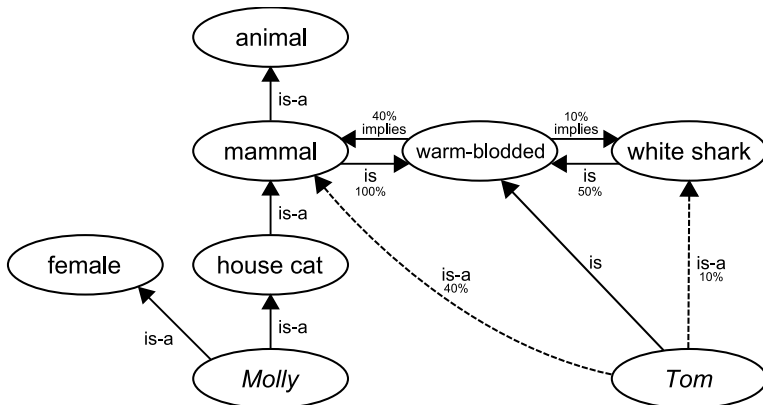 animal
is-a
40%
implies
10%
implies
mammal
warm-blodded
white shark
is
100%
is
50%
is-a
female
house cat
is-a
40%
is
is-a
10%
is-a
is-a
Molly
Tom